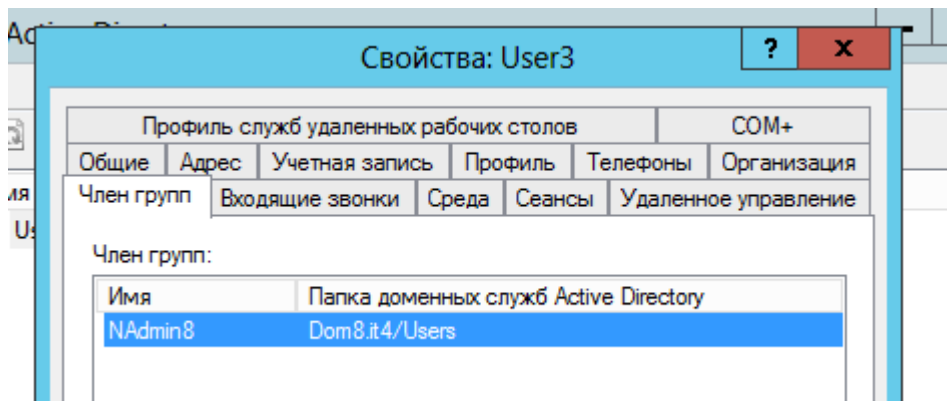 Свойства: User3
?
x
Профиль служб удаленных рабочих столов COM+
Общие Адрес Учетная запись Профиль Телефоны Организация
Член групп Входящие звонки Среда Сеансы Удаленное управление
Член групп:
Имя Папка доменных служб Active Directory
NAdmin8 Dom8.it4/Users